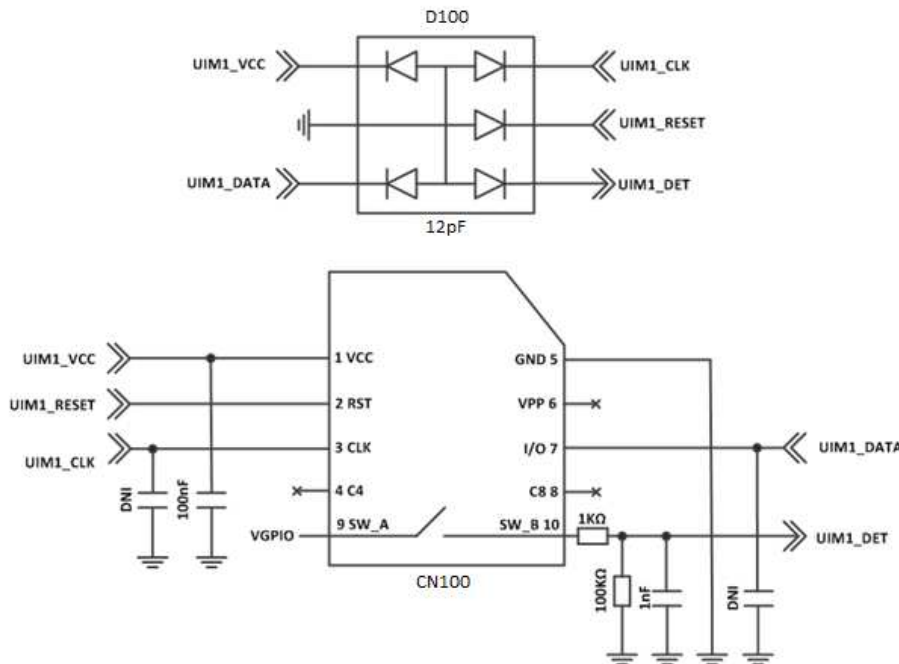 D100
UIM1_VCC
UIM1_CLK
UIM1_RESET
UIM1_DATA
UIM1_DET
12pF
UIM1_VCC
1 VCC
GND 5
UIM1_RESET
2 RST
VPP 6
UIM1_CLK
3 CLK
I/O 7
UIM1_DATA
DNI
100nF
4 C4
C8 8
VGPIO
9 SW_A
SW_B 10
1KΩ
UIM1_DET
100KΩ
1nF
DNI
CN100